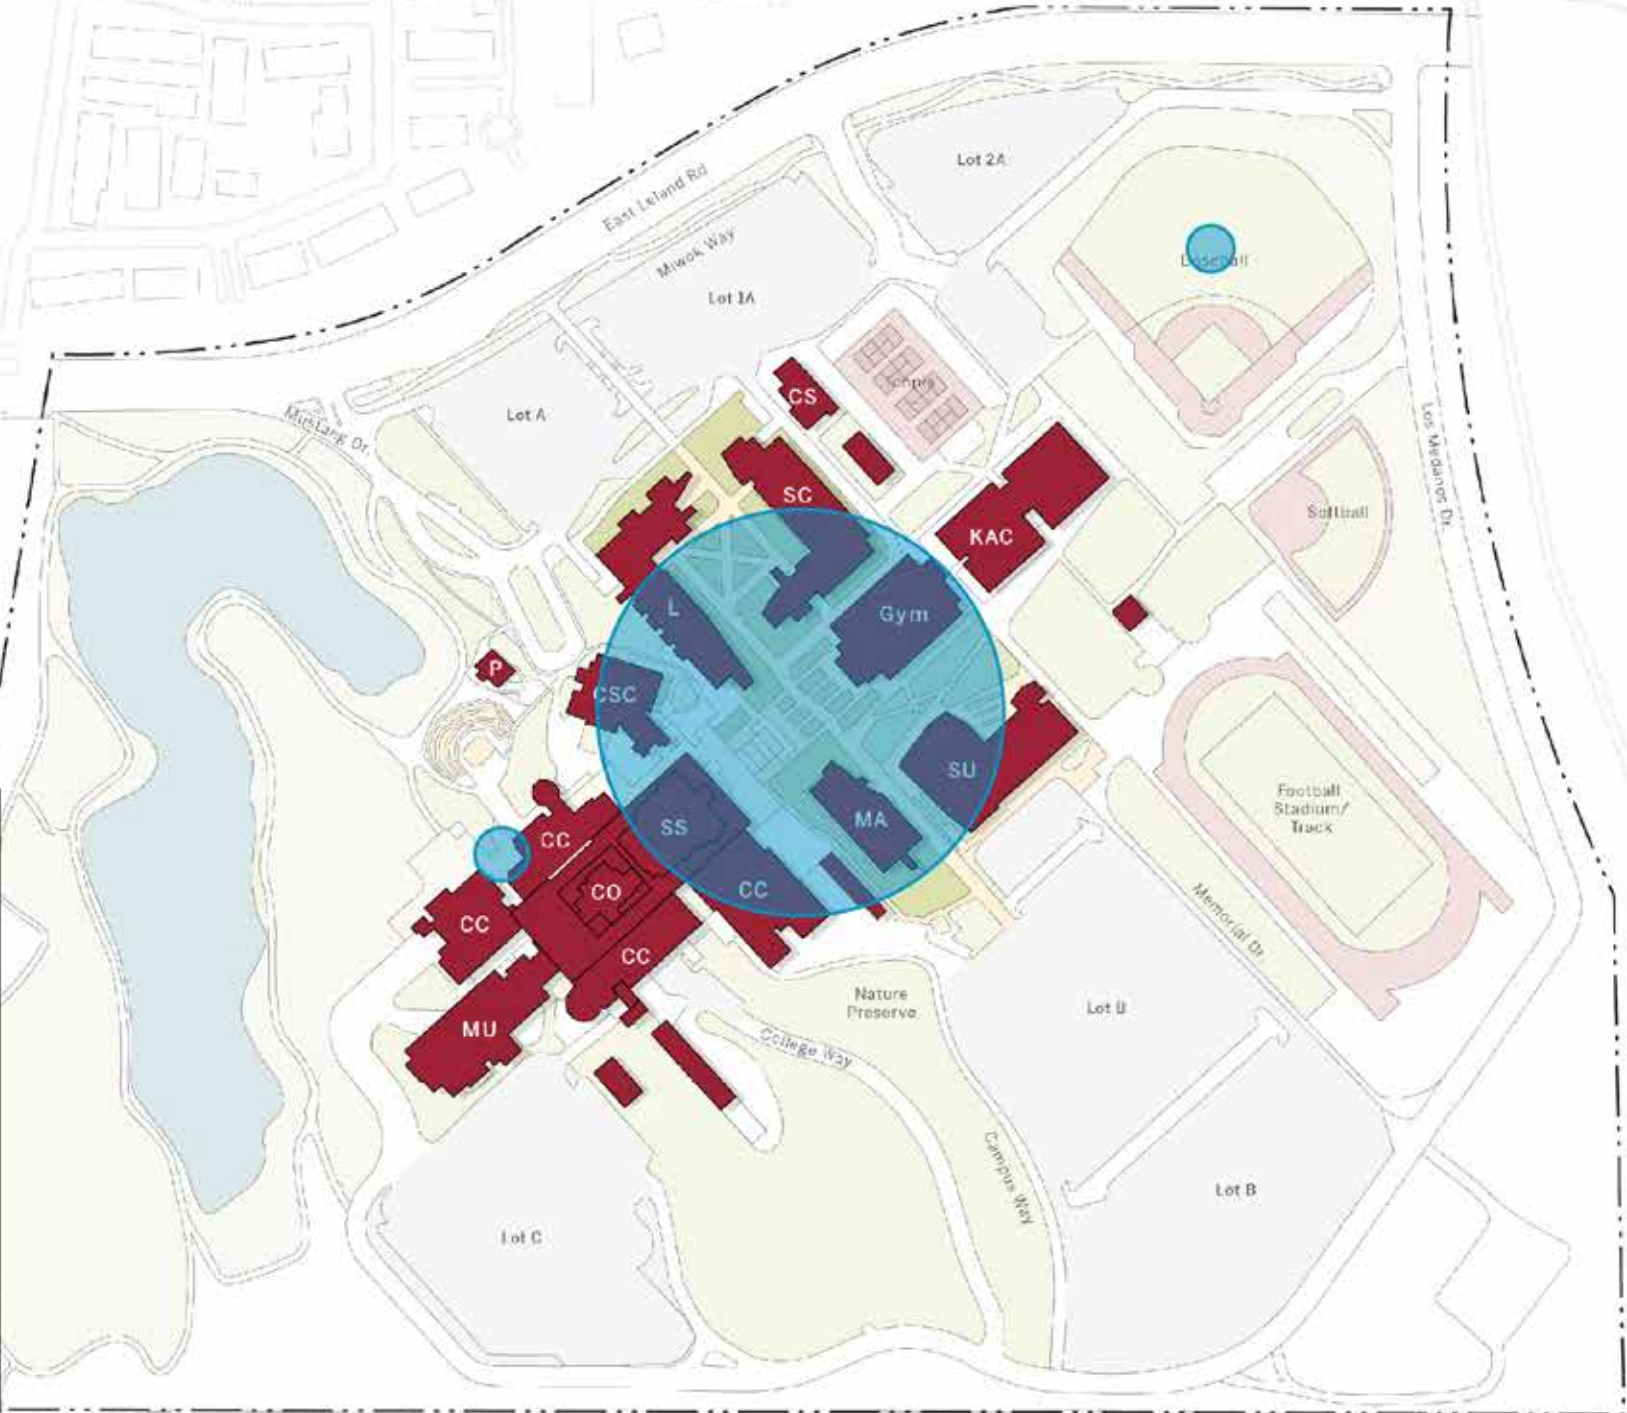 Lot 2A
East Leland Rd
Miwok Way
Baseball
Lot 1A
Tennis
CS
Lot A
Mustang Dr.
Los Medanos Dr.
SC
Softball
KAC
L
Gym
P
CSC
SU
Football
Stadium/
Track
MA
SS
CC
CC
CO
CC
Memorial Dr
CC
Nature
Preserve
Lot B
MU
College Way
Campus Way
Lot B
Lot C